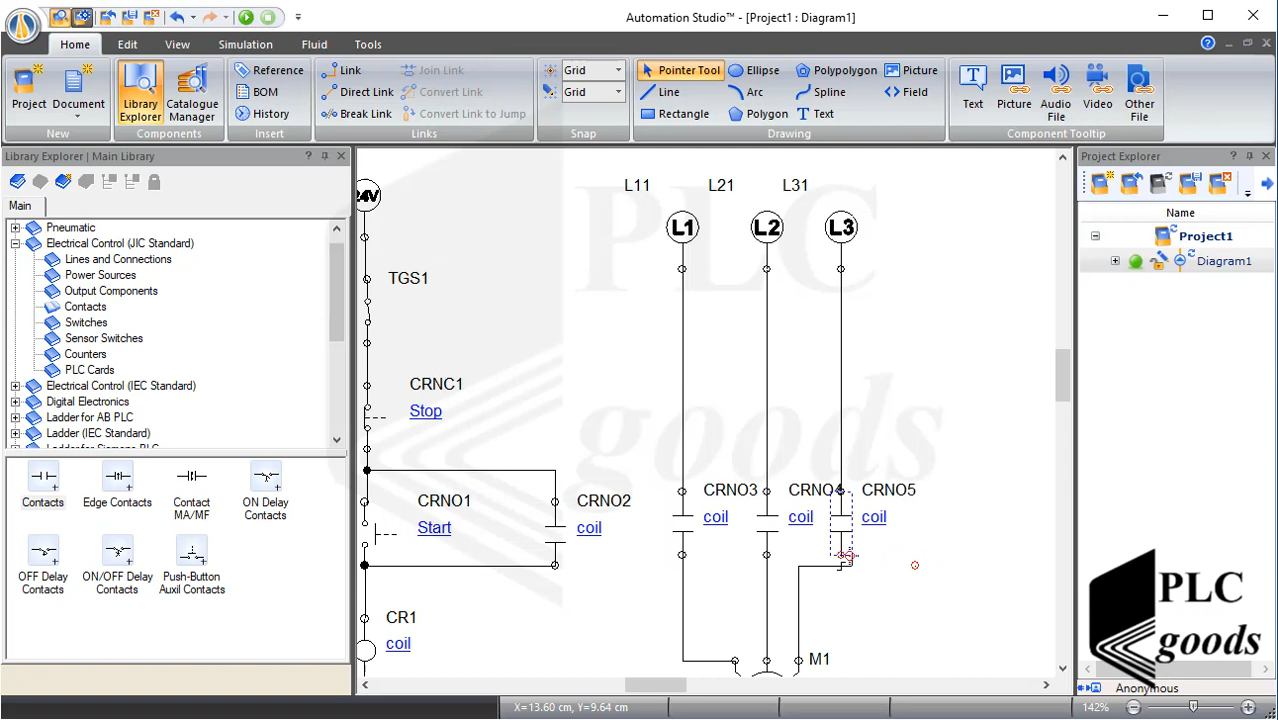 Automation Studio™ - [Project1 : Diagram1]
Home Edit View Simulation Fluid Tools
Project Document New
Library Explorer Catalogue Manager Components
Reference BOM History Insert
Link Direct Link Break Link Join Link Convert Link Convert Link to Jump Links
Grid Grid Snap
Pointer Tool Line Rectangle Ellipse Arc Polygon Polypolygon Spline Text Picture Field Drawing
Text Picture Audio File Video Other File Component Tooltip
Library Explorer | Main Library
Main
Pneumatic
Electrical Control (JIC Standard)
Lines and Connections
Power Sources
Output Components
Contacts
Switches
Sensor Switches
Counters
PLC Cards
Electrical Control (IEC Standard)
Digital Electronics
Ladder for AB PLC
Ladder (IEC Standard)
Ladder for Siemens PLC
Contacts Edge Contacts Contact MA/MF ON Delay Contacts
OFF Delay Contacts ON/OFF Delay Contacts Push-Button Auxil Contacts
24V
TGS1
CRNC1
Stop
CRNO1
Start
CRNO2
coil
CR1
coil
L11 L21 L31
L1 L2 L3
CRNO3 CRNO4 CRNO5
coil coil coil
M1
PLC
goods
Project Explorer
Name
Project1
Diagram1
PLC
goods
Anonymous
X=13.60 cm, Y=9.64 cm
142%